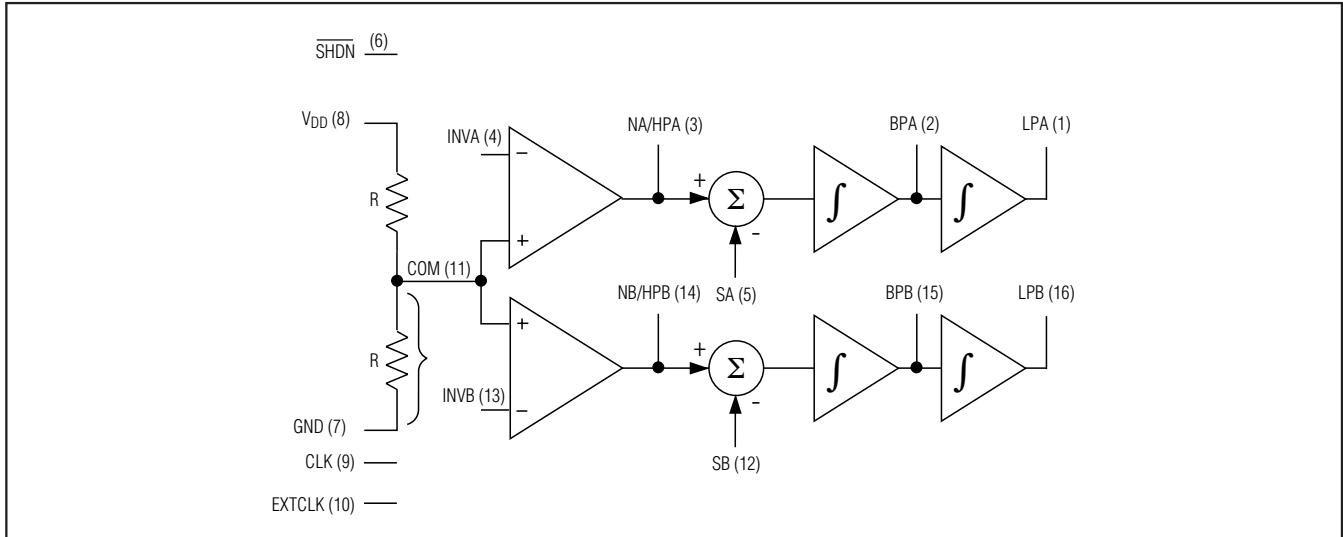 SHDN (6)
VDD (8)
R
COM (11)
R
GND (7)
CLK (9)
EXTCLK (10)
INVA (4)
−
+
NA/HPA (3)
+
Σ
-
SA (5)
∫
BPA (2)
∫
LPA (1)
+
INVB (13)
−
NB/HPB (14)
+
Σ
-
SB (12)
∫
BPB (15)
∫
LPB (16)